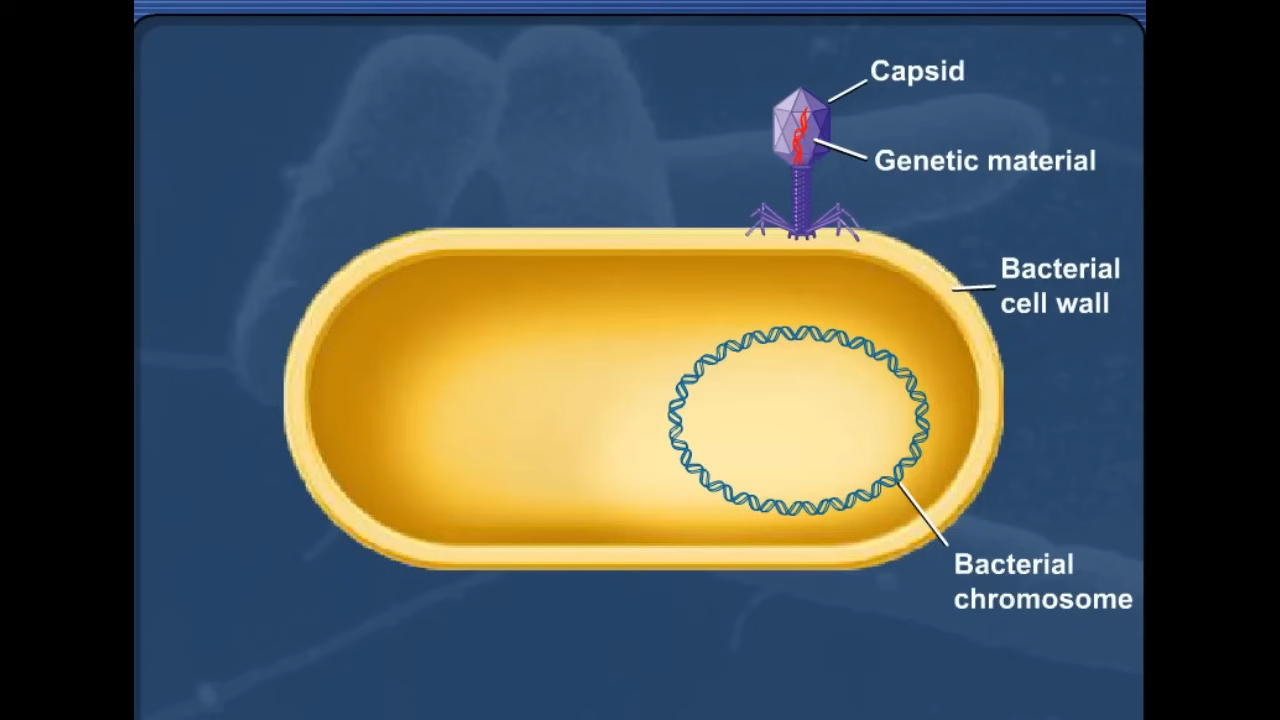 Capsid
Genetic material
Bacterial
cell wall
Bacterial
chromosome